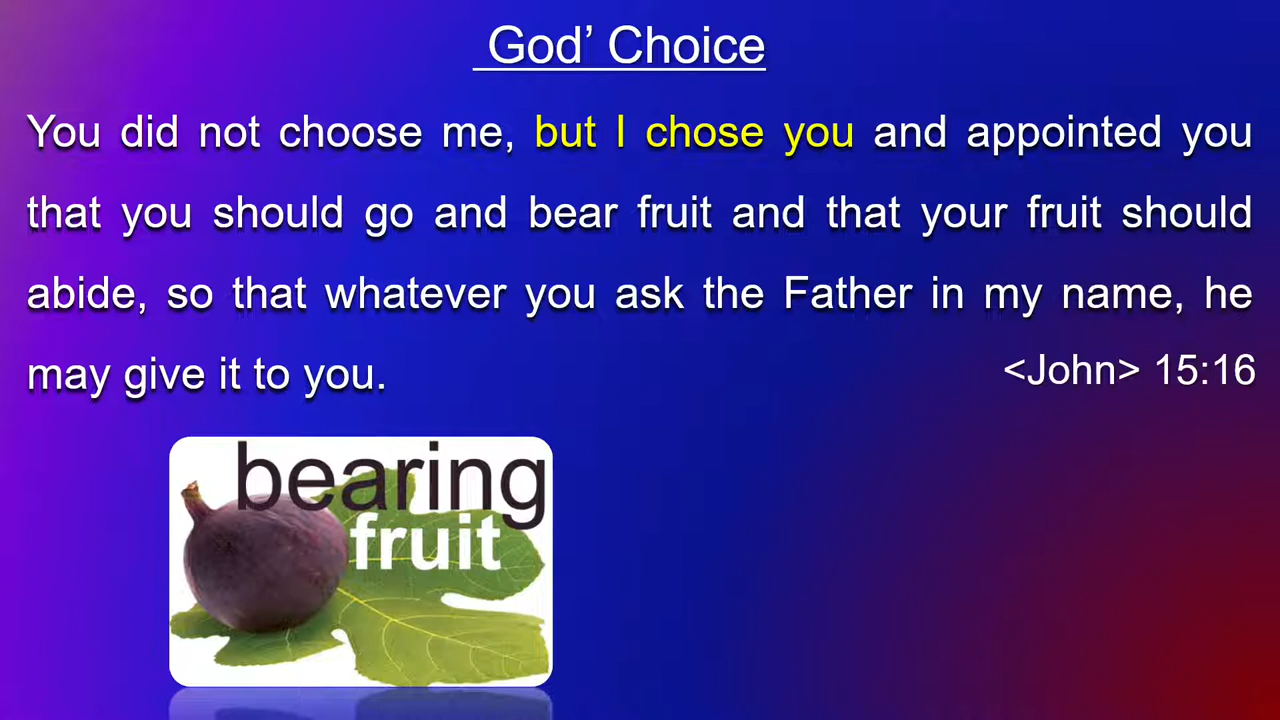 God’ Choice
You did not choose me, but I chose you and appointed you
that you should go and bear fruit and that your fruit should
abide, so that whatever you ask the Father in my name, he
may give it to you. <John> 15:16
bearing
fruit